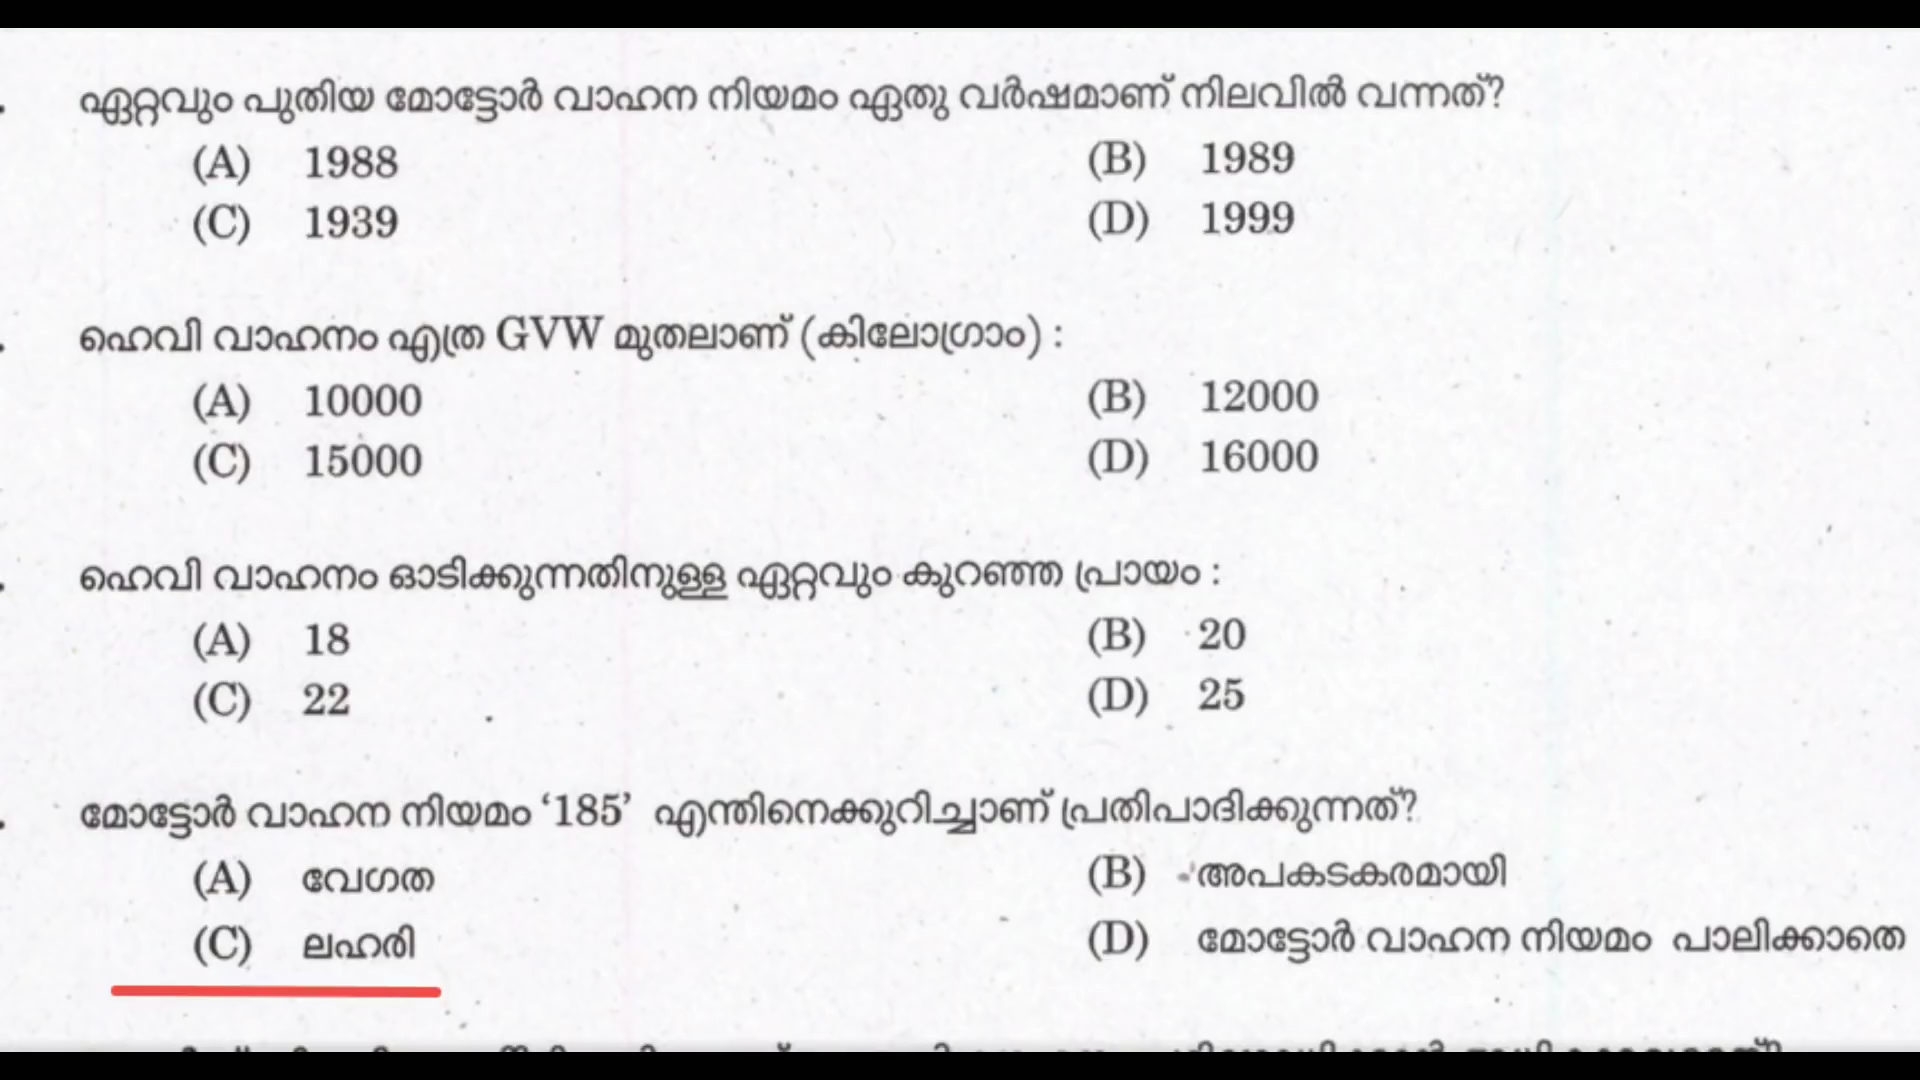 ഏറ്റവും പുതിയ മോട്ടോർ വാഹന നിയമം ഏതു വർഷമാണ് നിലവിൽ വന്നത്?
(A) 1988 (B) 1989
(C) 1939 (D) 1999
ഹെവി വാഹനം എത്ര GVW മുതലാണ് (കിലോഗ്രാം) :
(A) 10000 (B) 12000
(C) 15000 (D) 16000
ഹെവി വാഹനം ഓടിക്കുന്നതിനുള്ള ഏറ്റവും കുറഞ്ഞ പ്രായം :
(A) 18 (B) 20
(C) 22 (D) 25
മോട്ടോർ വാഹന നിയമം ‘185’ എന്തിനെക്കുറിച്ചാണ് പ്രതിപാദിക്കുന്നത്?
(A) വേഗത (B) അപകടകരമായി
(C) ലഹരി (D) മോട്ടോർ വാഹന നിയമം പാലിക്കാതെ